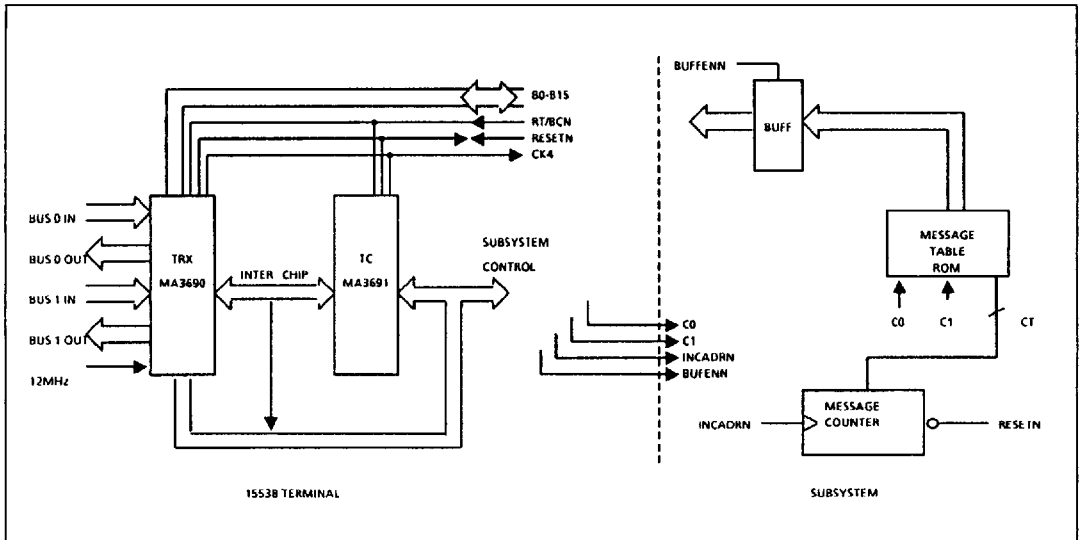 B0-B15
RT/BCN
RESETN
CK4
BUS 0 IN
BUS 0 OUT
BUS 1 IN
BUS 1 OUT
12MHz
TRX
MA3690
INTER CHIP
TC
MA3691
SUBSYSTEM
CONTROL
1553B TERMINAL
C0
C1
INCADRN
BUFENN
BUFFENN
BUFF
MESSAGE
TABLE
ROM
C0
C1
CT
INCADRN
MESSAGE
COUNTER
RESETN
SUBSYSTEM